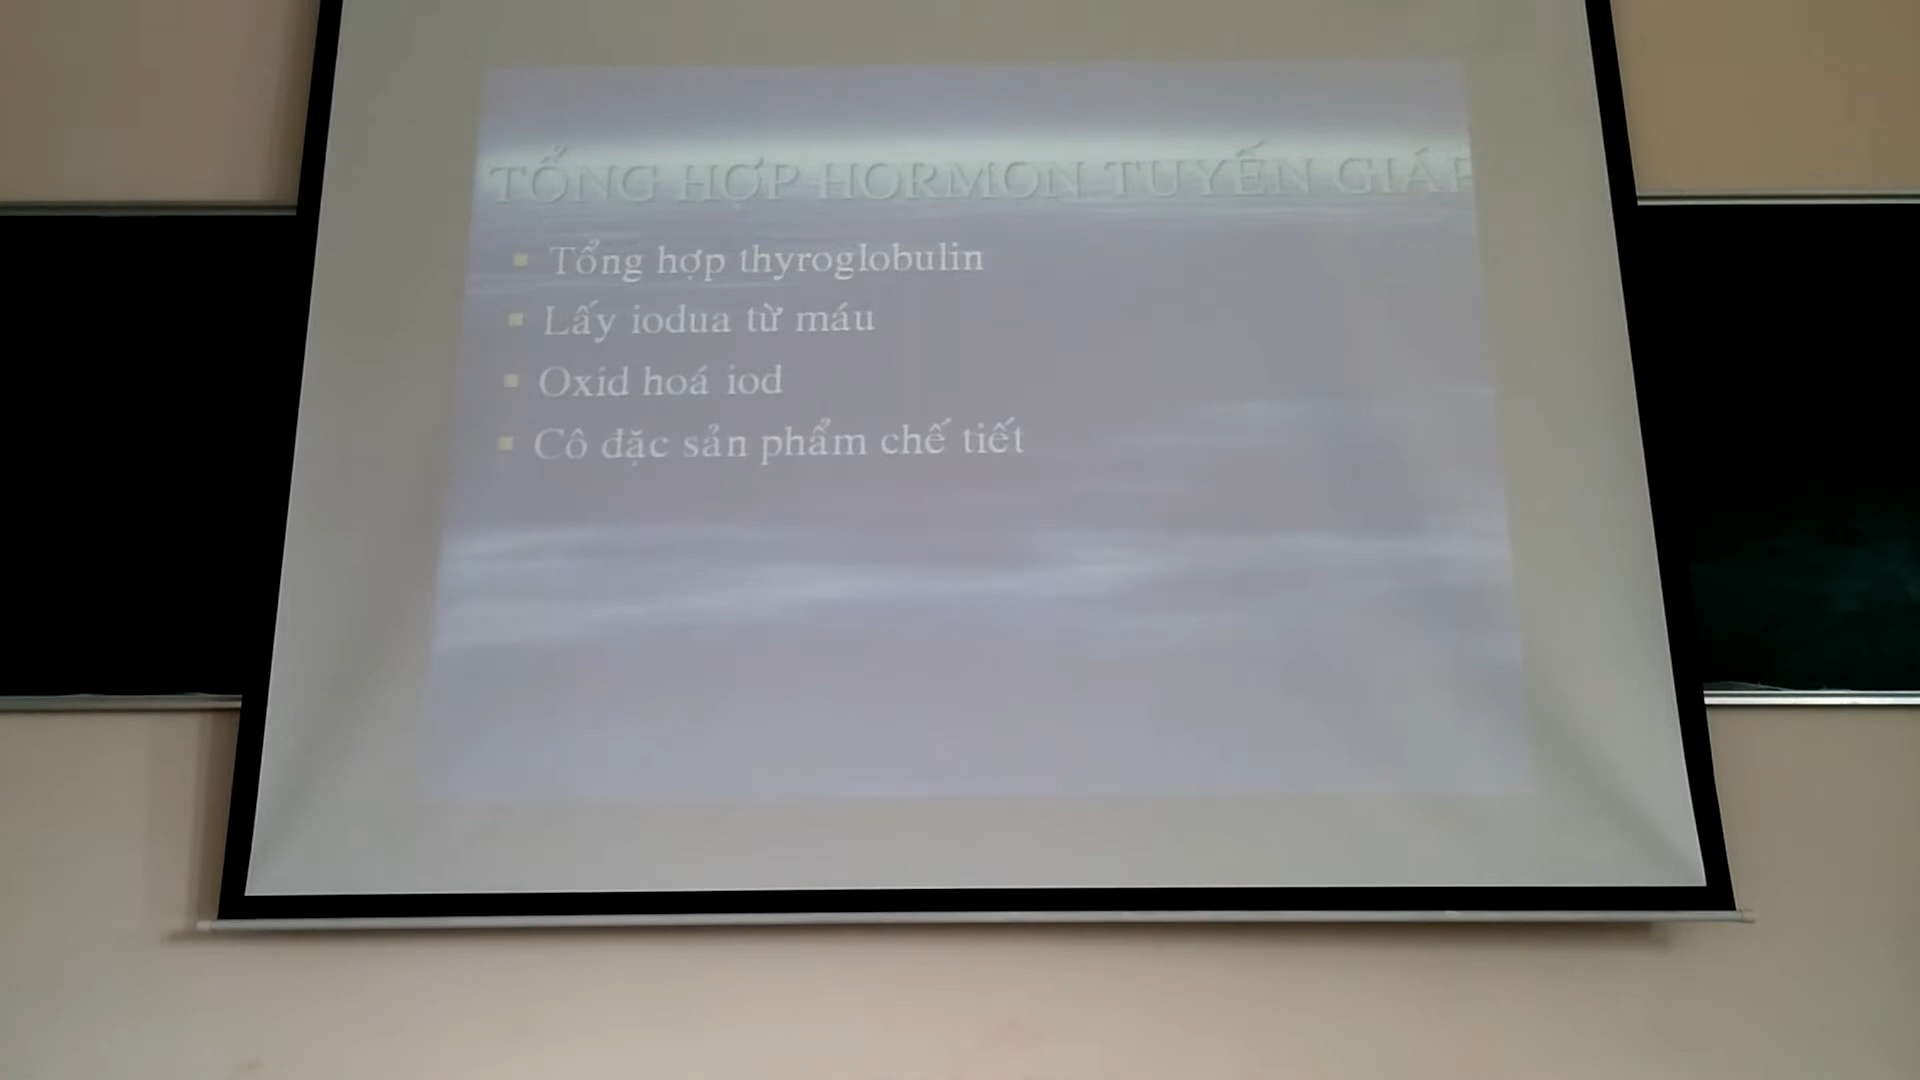 TỔNG HỢP HORMON TUYẾN GIÁP
Tổng hợp thyroglobulin
Lấy iodua từ máu
Oxid hoá iod
Cô đặc sản phẩm chế tiết